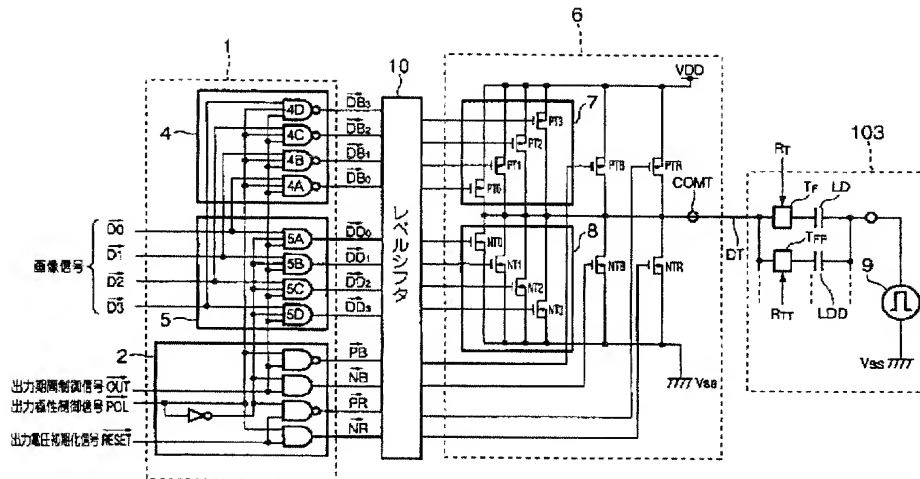 1
4
4D
4C
4B
4A
DB3
DB2
DB1
DB0
画像信号
D0
D1
D2
D3
5
5A
5B
5C
5D
DD0
DD1
DD2
DD3
2
出力期間制御信号 OUT
出力極性制御信号 POL
出力電圧初期化信号 RESET
PB
NB
PR
NR
10
レベルシフタ
6
VDD
7
PT3
PT2
PT1
PT0
PTB
PTR
COMT
8
NT0
NT1
NT2
NT3
NTB
NTR
Vss
103
RT
TF
LD
DT
TFF
RTT
LDD
9
Vss